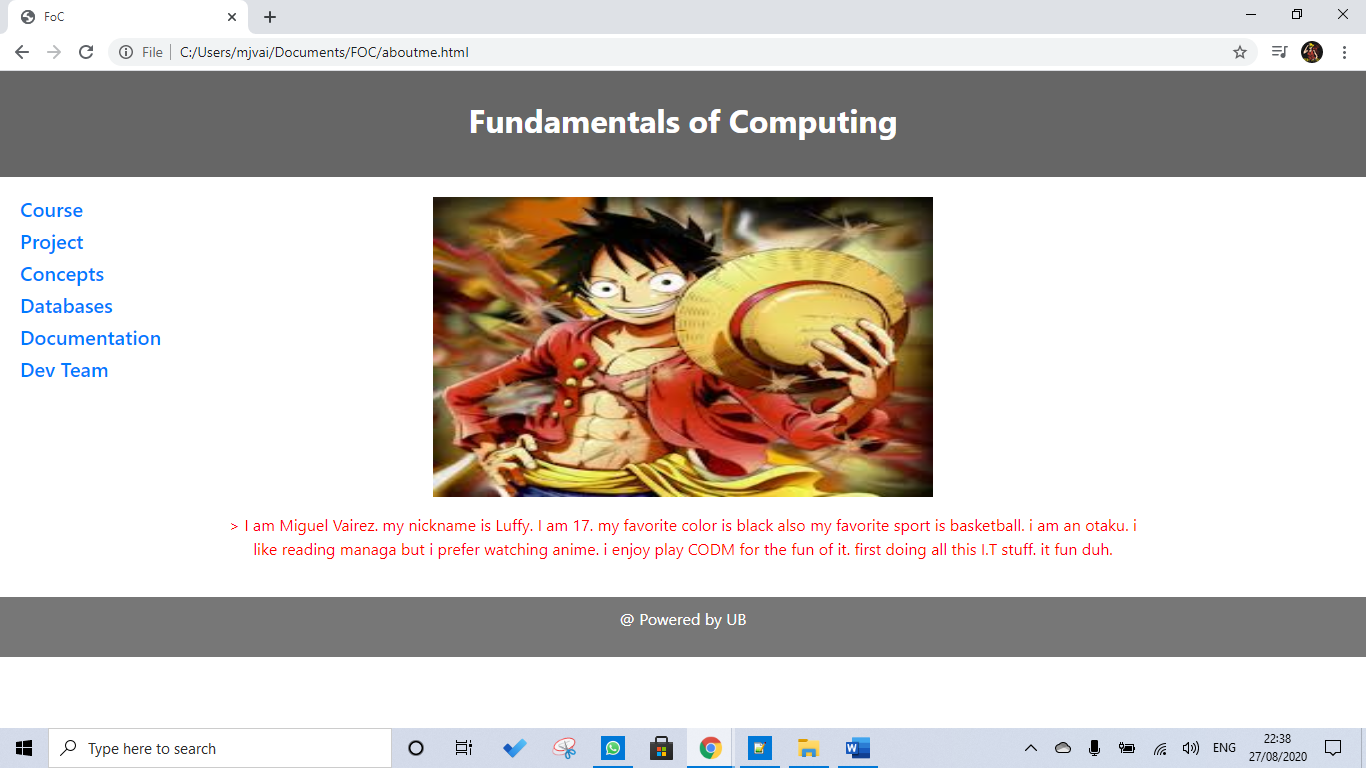 FoC
File
C:/Users/mjvai/Documents/FOC/aboutme.html
Fundamentals of Computing
Course
Project
Concepts
Databases
Documentation
Dev Team
> I am Miguel Vairez. my nickname is Luffy. I am 17. my favorite color is black also my favorite sport is basketball. i am an otaku. i
like reading managa but i prefer watching anime. i enjoy play CODM for the fun of it. first doing all this I.T stuff. it fun duh.
@ Powered by UB
Type here to search
ENG
22:38
27/08/2020